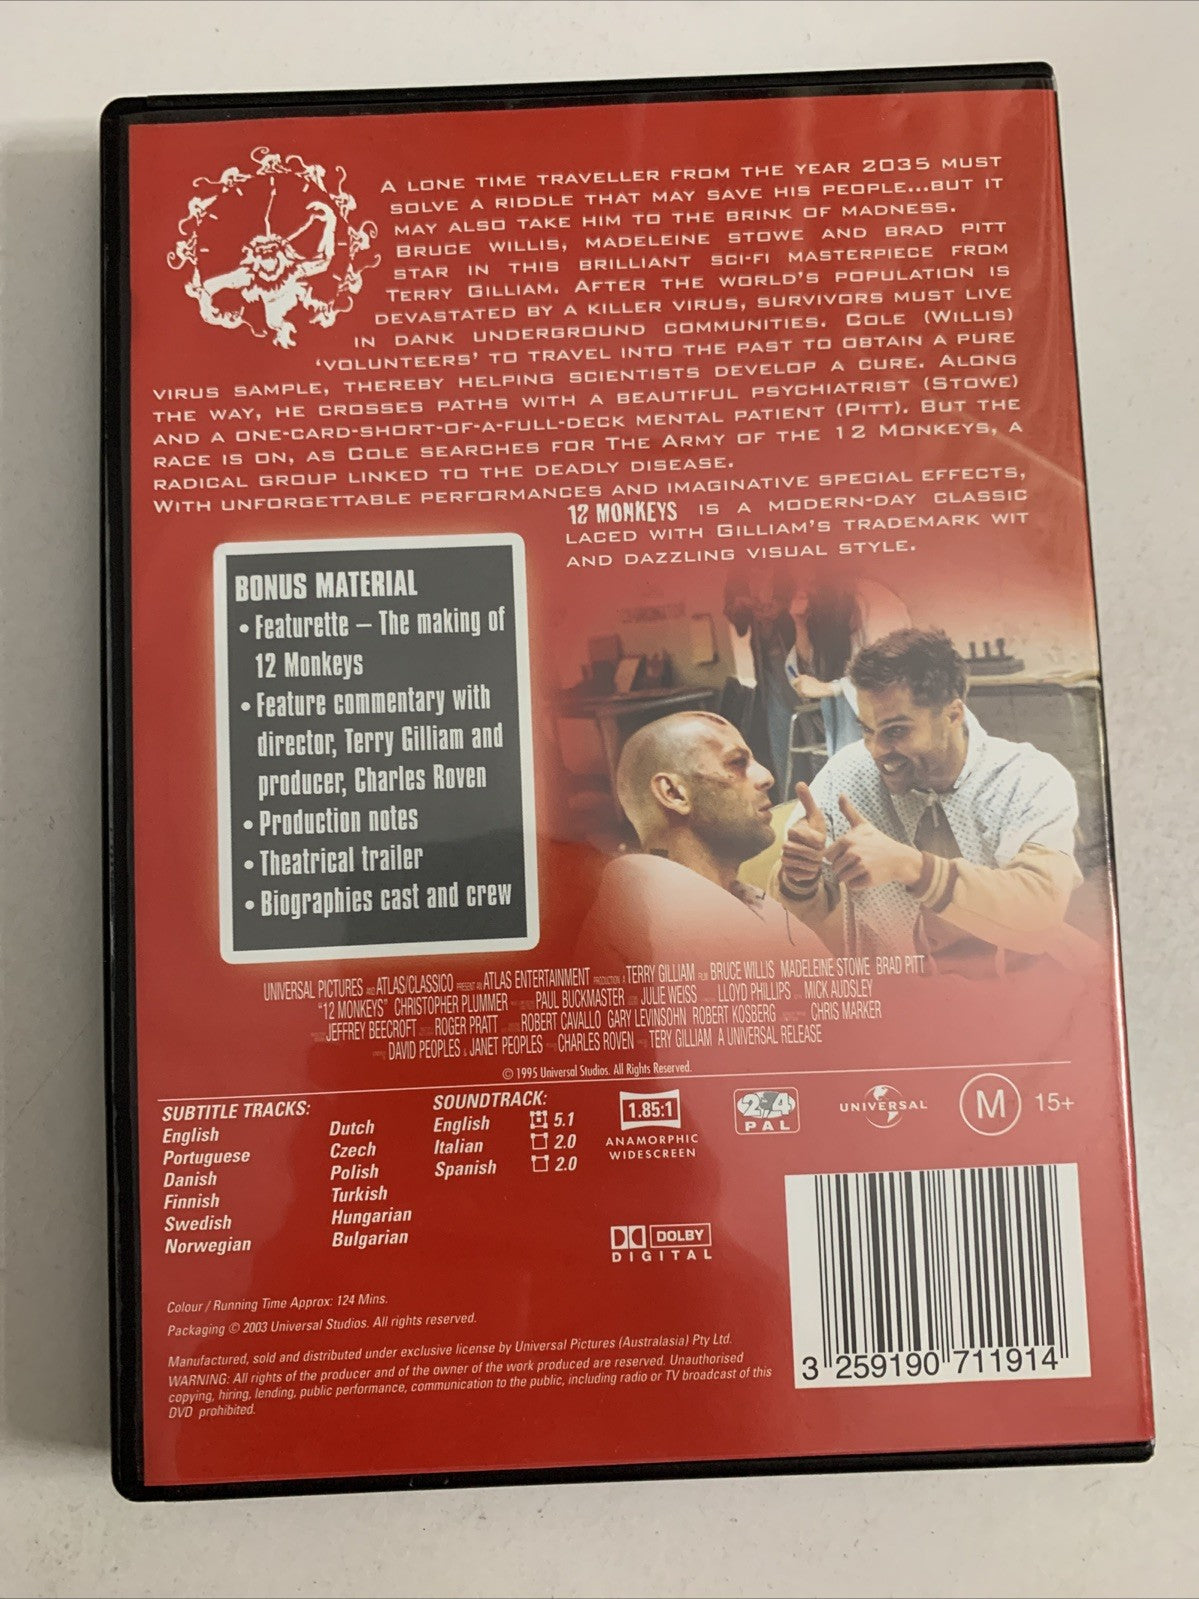 A LONE TIME TRAVELLER FROM THE YEAR 2035 MUST
SOLVE A RIDDLE THAT MAY SAVE HIS PEOPLE...BUT IT
MAY ALSO TAKE HIM TO THE BRINK OF MADNESS.
BRUCE WILLIS, MADELEINE STOWE AND BRAD PITT
STAR IN THIS BRILLIANT SCI-FI MASTERPIECE FROM
TERRY GILLIAM. AFTER THE WORLD'S POPULATION IS
DEVASTATED BY A KILLER VIRUS, SURVIVORS MUST LIVE
IN DANK UNDERGROUND COMMUNITIES. COLE (WILLIS)
'VOLUNTEERS' TO TRAVEL INTO THE PAST TO OBTAIN A PURE
VIRUS SAMPLE, THEREBY HELPING SCIENTISTS DEVELOP A CURE. ALONG
THE WAY, HE CROSSES PATHS WITH A BEAUTIFUL PSYCHIATRIST (STOWE)
AND A ONE-CARD-SHORT-OF-A-FULL-DECK MENTAL PATIENT (PITT). BUT THE
RACE IS ON, AS COLE SEARCHES FOR THE ARMY OF THE 12 MONKEYS, A
RADICAL GROUP LINKED TO THE DEADLY DISEASE.
WITH UNFORGETTABLE PERFORMANCES AND IMAGINATIVE SPECIAL EFFECTS,
12 MONKEYS IS A MODERN-DAY CLASSIC
LACED WITH GILLIAM'S TRADEMARK WIT
AND DAZZLING VISUAL STYLE.
BONUS MATERIAL
• Featurette – The making of
12 Monkeys
• Feature commentary with
director, Terry Gilliam and
producer, Charles Roven
• Production notes
• Theatrical trailer
• Biographies cast and crew
UNIVERSAL PICTURES AND ATLAS/CLASSICO PRESENT AN ATLAS ENTERTAINMENT PRODUCTION A TERRY GILLIAM FILM BRUCE WILLIS MADELEINE STOWE BRAD PITT
"12 MONKEYS" CHRISTOPHER PLUMMER PAUL BUCKMASTER JULIE WEISS LLOYD PHILLIPS MICK AUDSLEY
JEFFREY BEECROFT ROGER PRATT ROBERT CAVALLO GARY LEVINSOHN ROBERT KOSBERG CHRIS MARKER
DAVID PEOPLES & JANET PEOPLES CHARLES ROVEN TERY GILLIAM A UNIVERSAL RELEASE
© 1995 Universal Studios. All Rights Reserved.
SUBTITLE TRACKS:
English
Portuguese
Danish
Finnish
Swedish
Norwegian
Dutch
Czech
Polish
Turkish
Hungarian
Bulgarian
SOUNDTRACK:
English 5.1
Italian 2.0
Spanish 2.0
1.85:1
ANAMORPHIC
WIDESCREEN
2 4
PAL
UNIVERSAL
M 15+
DOLBY
DIGITAL
Colour / Running Time Approx: 124 Mins.
Packaging © 2003 Universal Studios. All rights reserved.
Manufactured, sold and distributed under exclusive license by Universal Pictures (Australasia) Pty Ltd.
WARNING: All rights of the producer and of the owner of the work produced are reserved. Unauthorised
copying, hiring, lending, public performance, communication to the public, including radio or TV broadcast of this
DVD prohibited.
3 259190 711914